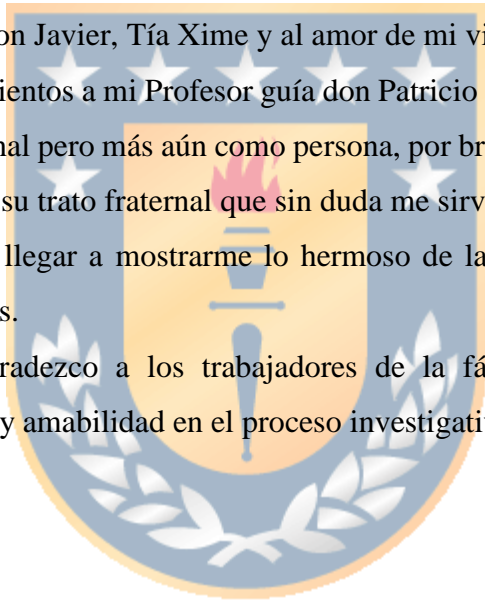 on Javier, Tía Xime y al amor de mi vi
ientos a mi Profesor guía don Patricio
nal pero más aún como persona, por br
su trato fraternal que sin duda me sirv
llegar a mostrarme lo hermoso de la
s.
radezco a los trabajadores de la fá
y amabilidad en el proceso investigati